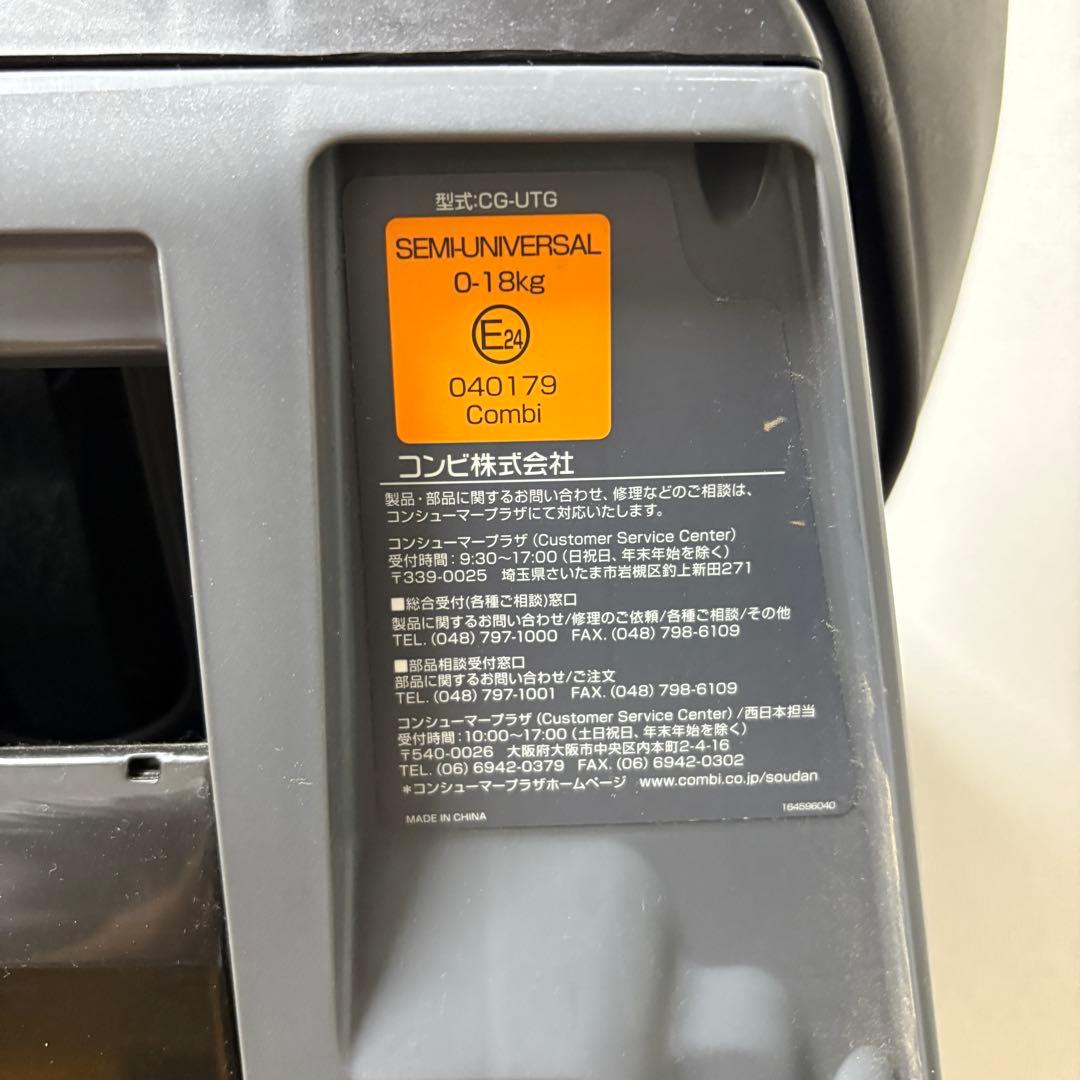 型式:CG-UTG
SEMI-UNIVERSAL
0-18kg
E24
040179
Combi
コンビ株式会社
製品・部品に関するお問い合わせ、修理などのご相談は、
コンシューマープラザにて対応いたします。
コンシューマープラザ (Customer Service Center)
受付時間:9:30~17:00 (日祝日、年末年始を除く)
〒339-0025 埼玉県さいたま市岩槻区釣上新田271
■総合受付(各種ご相談)窓口
製品に関するお問い合わせ/修理のご依頼/各種ご相談/その他
TEL. (048) 797-1000 FAX. (048) 798-6109
■部品相談受付窓口
部品に関するお問い合わせ/ご注文
TEL. (048) 797-1001 FAX. (048) 798-6109
コンシューマープラザ (Customer Service Center) /西日本担当
受付時間:10:00~17:00 (土日祝日、年末年始を除く)
〒540-0026 大阪府大阪市中央区内本町2-4-16
TEL. (06) 6942-0379 FAX. (06) 6942-0302
*コンシューマープラザホームページ www.combi.co.jp/soudan
MADE IN CHINA 164596040